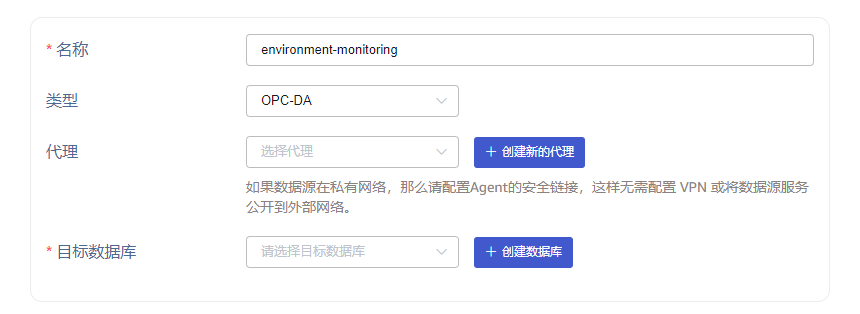 * 名称 environment-monitoring
类型 OPC-DA
代理 选择代理 + 创建新的代理
如果数据源在私有网络，那么请配置Agent的安全链接，这样无需配置 VPN 或将数据源服务
公开到外部网络。
* 目标数据库 请选择目标数据库 + 创建数据库